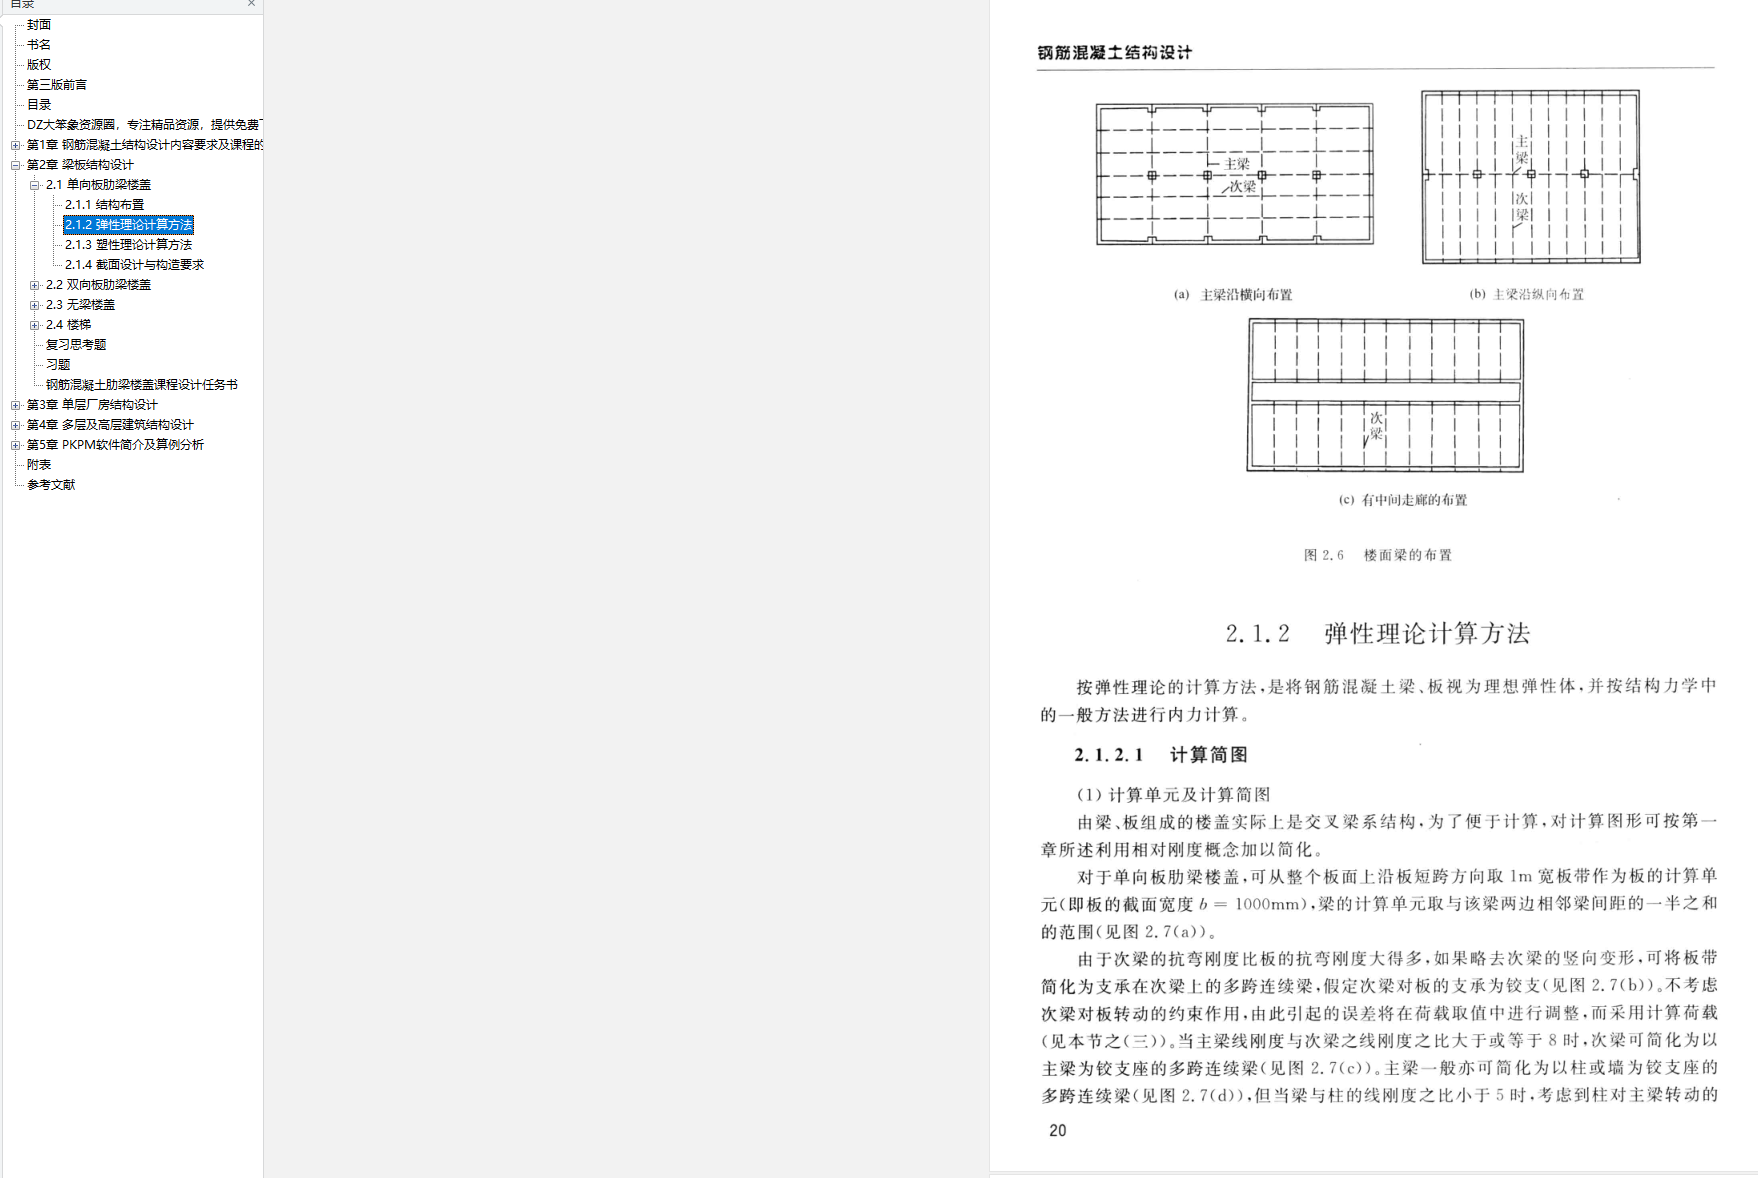 目录
封面
书名
版权
第三版前言
目录
DZ大笨象资源圈，专注精品资源，提供免费
第1章 钢筋混凝土结构设计内容要求及课程的
第2章 梁板结构设计
2.1 单向板肋梁楼盖
2.1.1 结构布置
2.1.2 弹性理论计算方法
2.1.3 塑性理论计算方法
2.1.4 截面设计与构造要求
2.2 双向板肋梁楼盖
2.3 无梁楼盖
2.4 楼梯
复习思考题
习题
钢筋混凝土肋梁楼盖课程设计任务书
第3章 单层厂房结构设计
第4章 多层及高层建筑结构设计
第5章 PKPM软件简介及算例分析
附表
参考文献
钢筋混凝土结构设计
主梁
次梁
主梁
次梁
(a) 主梁沿横向布置
(b) 主梁沿纵向布置
次梁
(c) 有中间走廊的布置
图 2.6 楼面梁的布置
2.1.2 弹性理论计算方法
按弹性理论的计算方法,是将钢筋混凝土梁、板视为理想弹性体,并按结构力学中
的一般方法进行内力计算。
2.1.2.1 计算简图
(1) 计算单元及计算简图
由梁、板组成的楼盖实际上是交叉梁系结构,为了便于计算,对计算图形可按第一
章所述利用相对刚度概念加以简化。
对于单向板肋梁楼盖,可从整个板面上沿板短跨方向取 1m 宽板带作为板的计算单
元(即板的截面宽度 b = 1000mm),梁的计算单元取与该梁两边相邻梁间距的一半之和
的范围(见图 2.7(a))。
由于次梁的抗弯刚度比板的抗弯刚度大得多,如果略去次梁的竖向变形,可将板带
简化为支承在次梁上的多跨连续梁,假定次梁对板的支承为铰支(见图 2.7(b))。不考虑
次梁对板转动的约束作用,由此引起的误差将在荷载取值中进行调整,而采用计算荷载
(见本节之(三))。当主梁线刚度与次梁之线刚度之比大于或等于 8 时,次梁可简化为以
主梁为铰支座的多跨连续梁(见图 2.7(c))。主梁一般亦可简化为以柱或墙为铰支座的
多跨连续梁(见图 2.7(d)),但当梁与柱的线刚度之比小于 5 时,考虑到柱对主梁转动的
20